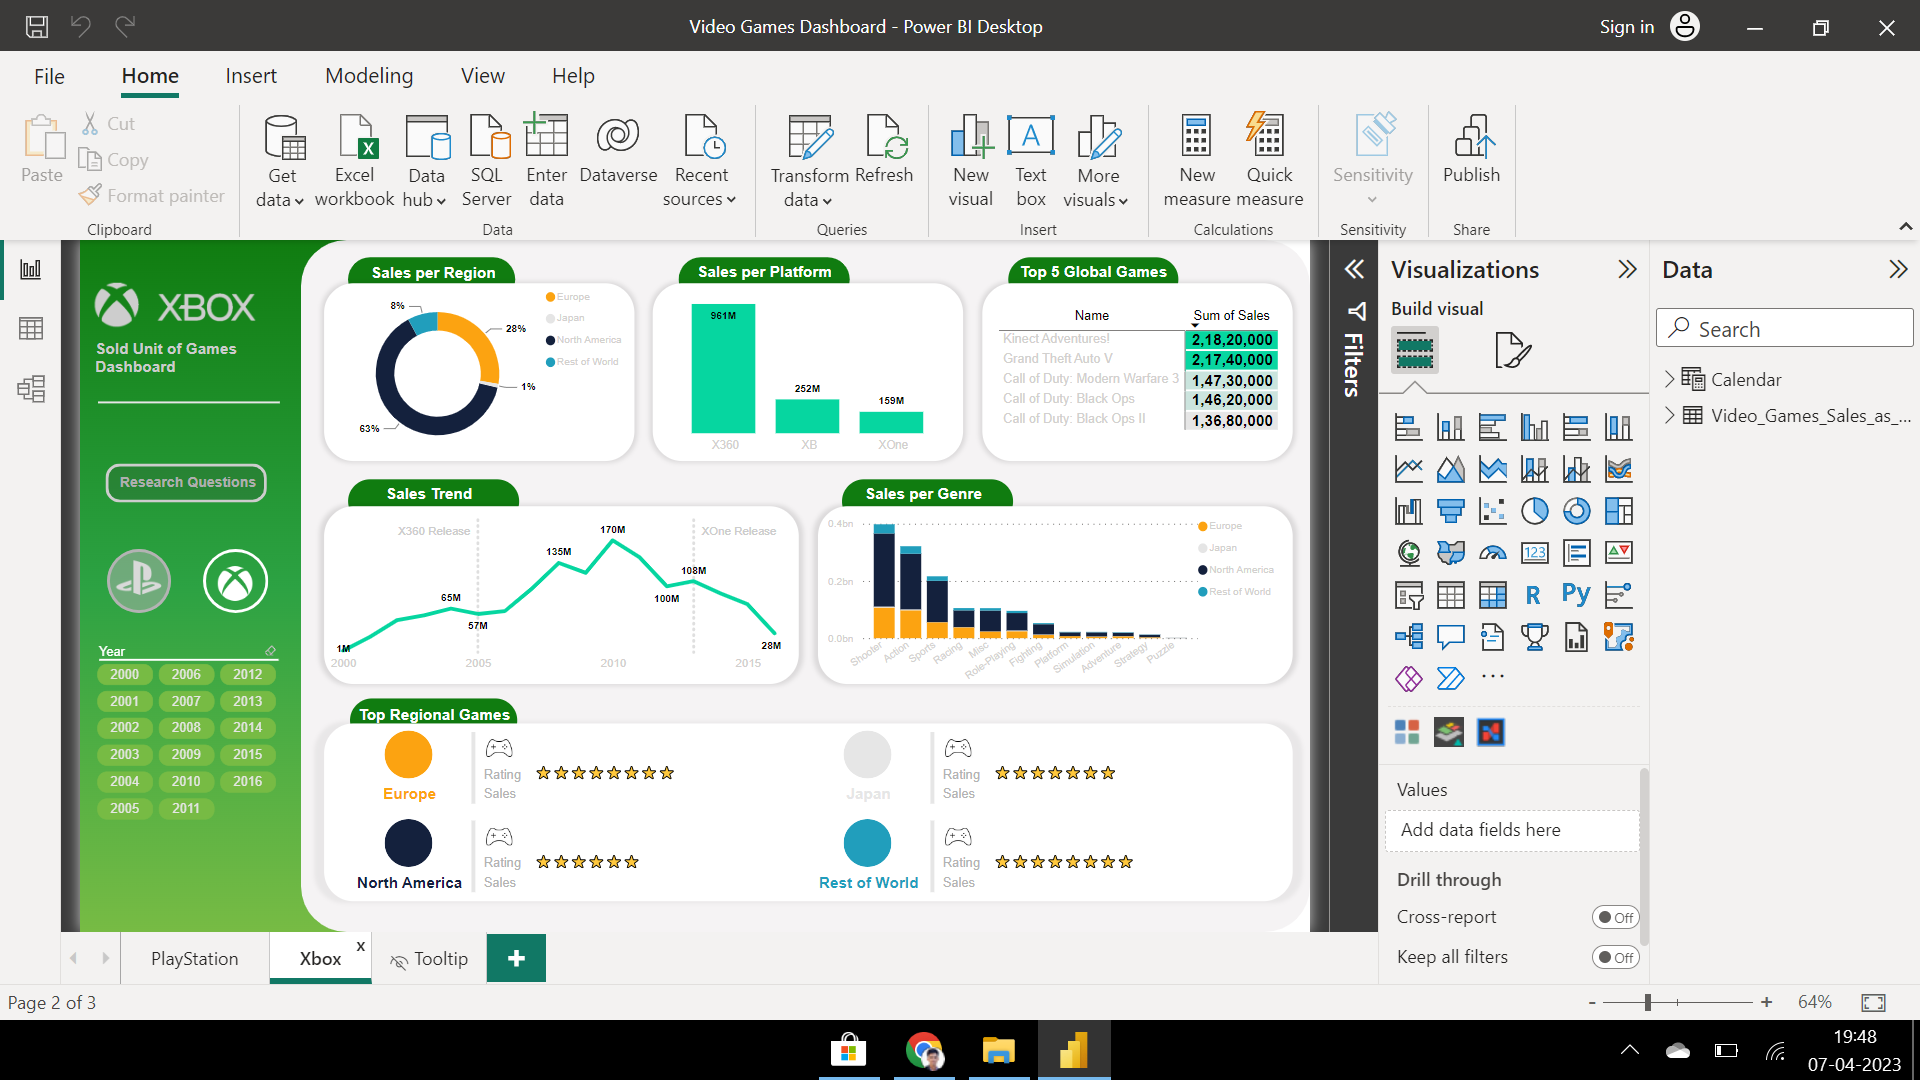 Video Games Dashboard - Power BI Desktop
Sign in
File
Home
Insert
Modeling
View
Help
Paste
Cut
Copy
Format painter
Clipboard
Get data
Excel workbook
Data hub
SQL Server
Enter data
Dataverse
Recent sources
Data
Transform data
Refresh
Queries
New visual
A
Text box
More visuals
Insert
New measure
Quick measure
Calculations
Sensitivity
Sensitivity
Publish
Share
XBOX
Sold Unit of Games
Dashboard
Research Questions
Year
2000 2006 2012
2001 2007 2013
2002 2008 2014
2003 2009 2015
2004 2010 2016
2005 2011
Sales per Region
8%
28%
1%
63%
Europe
Japan
North America
Rest of World
Sales per Platform
961M
252M
159M
X360
XB
XOne
Top 5 Global Games
Name Sum of Sales
Kinect Adventures! 2,18,20,000
Grand Theft Auto V 2,17,40,000
Call of Duty: Modern Warfare 3 1,47,30,000
Call of Duty: Black Ops 1,46,20,000
Call of Duty: Black Ops II 1,36,80,000
Sales Trend
X360 Release
XOne Release
1M
65M
57M
135M
170M
100M
108M
28M
2000
2005
2010
2015
Sales per Genre
0.4bn
0.2bn
0.0bn
Shooter
Action
Sports
Racing
Misc
Role-Playing
Fighting
Platform
Simulation
Adventure
Strategy
Puzzle
Europe
Japan
North America
Rest of World
Top Regional Games
Europe
Rating
Sales
Japan
Rating
Sales
North America
Rating
Sales
Rest of World
Rating
Sales
Filters
Visualizations
Build visual
123
R
Py
Values
Add data fields here
Drill through
Cross-report
Off
Keep all filters
Off
Data
Search
Calendar
Video_Games_Sales_as_...
PlayStation
Xbox
x
Tooltip
+
Page 2 of 3
- + 64%
19:48
07-04-2023